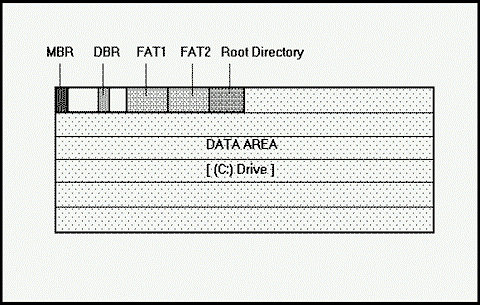 MBR DBR FAT1 FAT2 Root Directory
DATA AREA
[ (C:) Drive ]